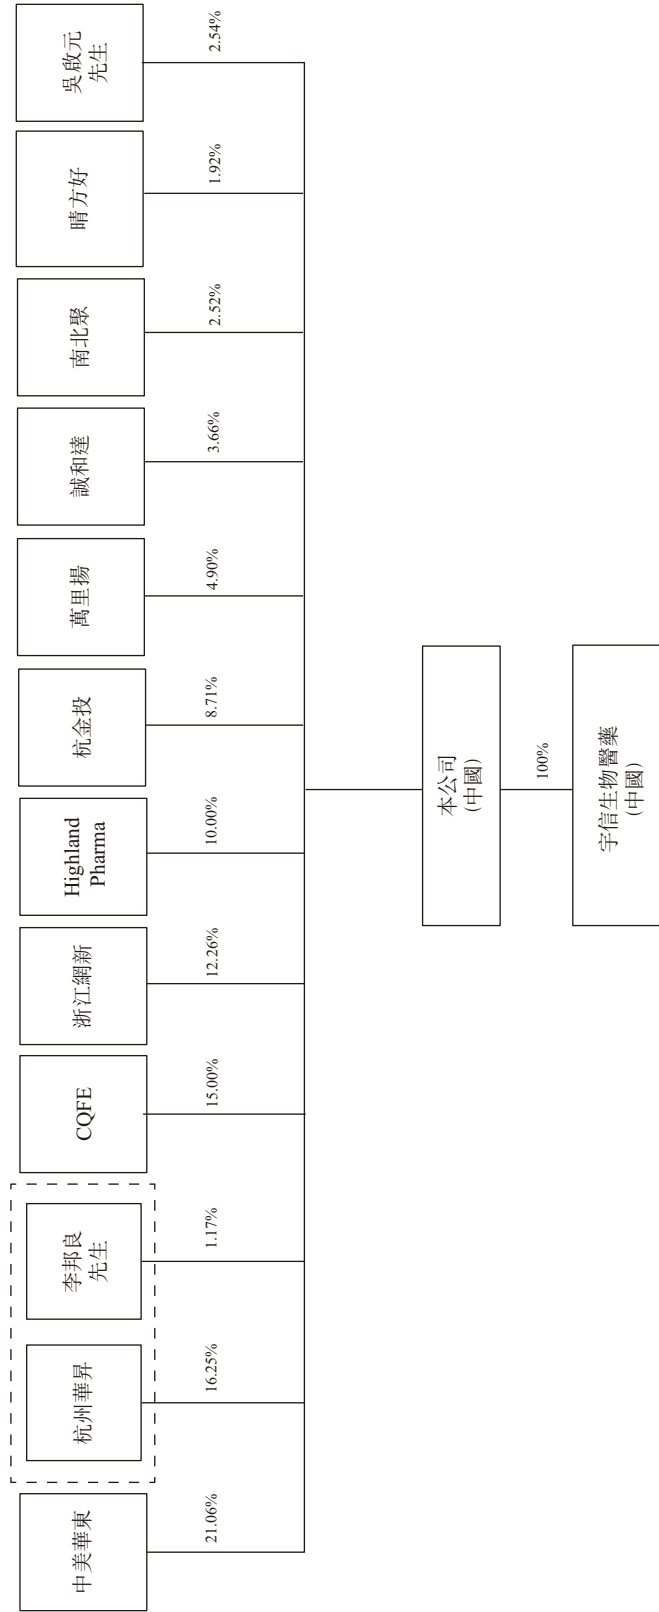 中美華東
杭州華昇
李邦良
先生
CQFE
浙江網新
Highland
Pharma
杭金投
萬里揚
誠和達
南北聚
晴方好
吳啟元
先生
21.06%
16.25%
1.17%
15.00%
12.26%
10.00%
8.71%
4.90%
3.66%
2.52%
1.92%
2.54%
本公司
(中國)
100%
宇信生物醫藥
(中國)